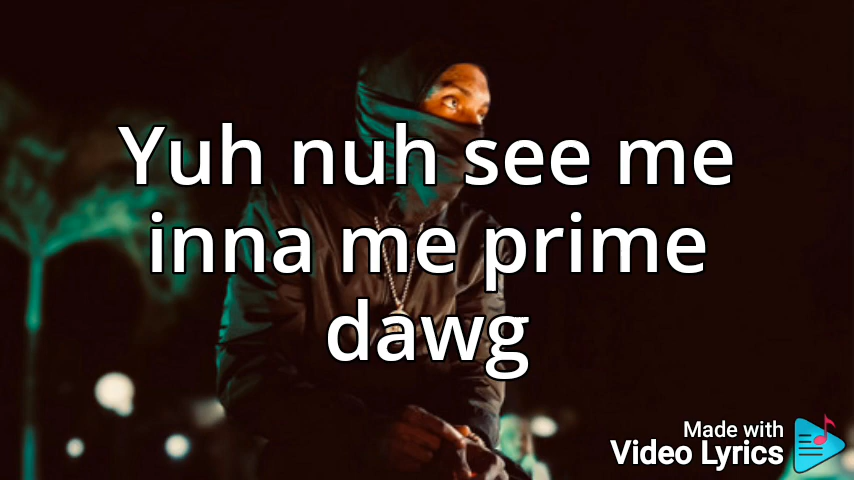 Yuh nuh see me
inna me prime
dawg
Made with
Video Lyrics